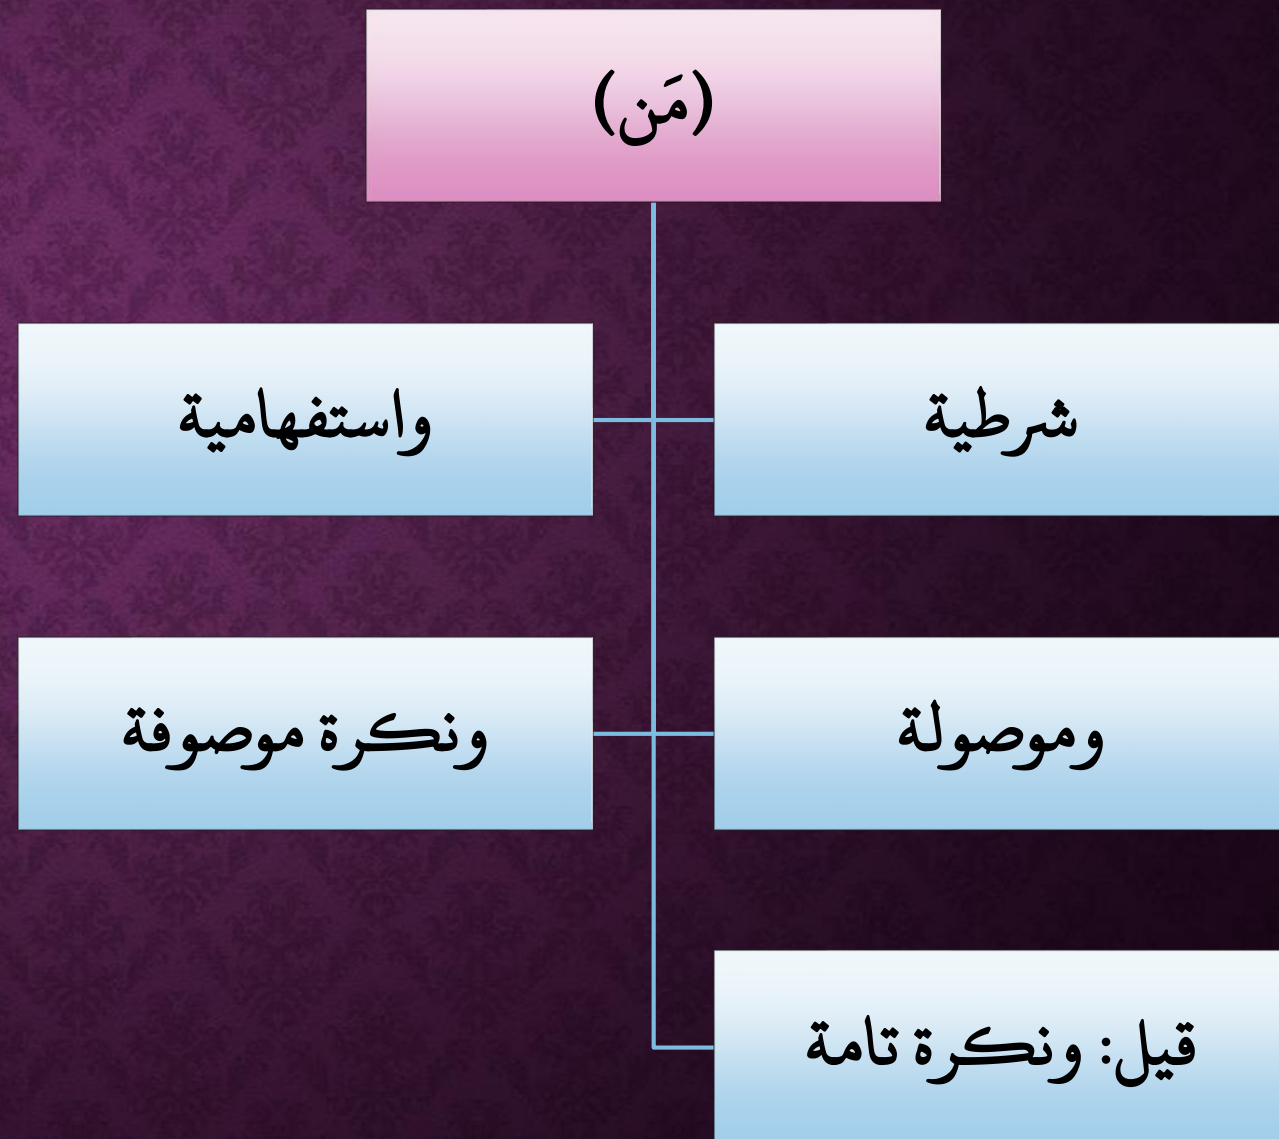 (مَن)
شرطية
واستفهامية
وموصولة
ونكرة موصوفة
قيل: ونكرة تامة